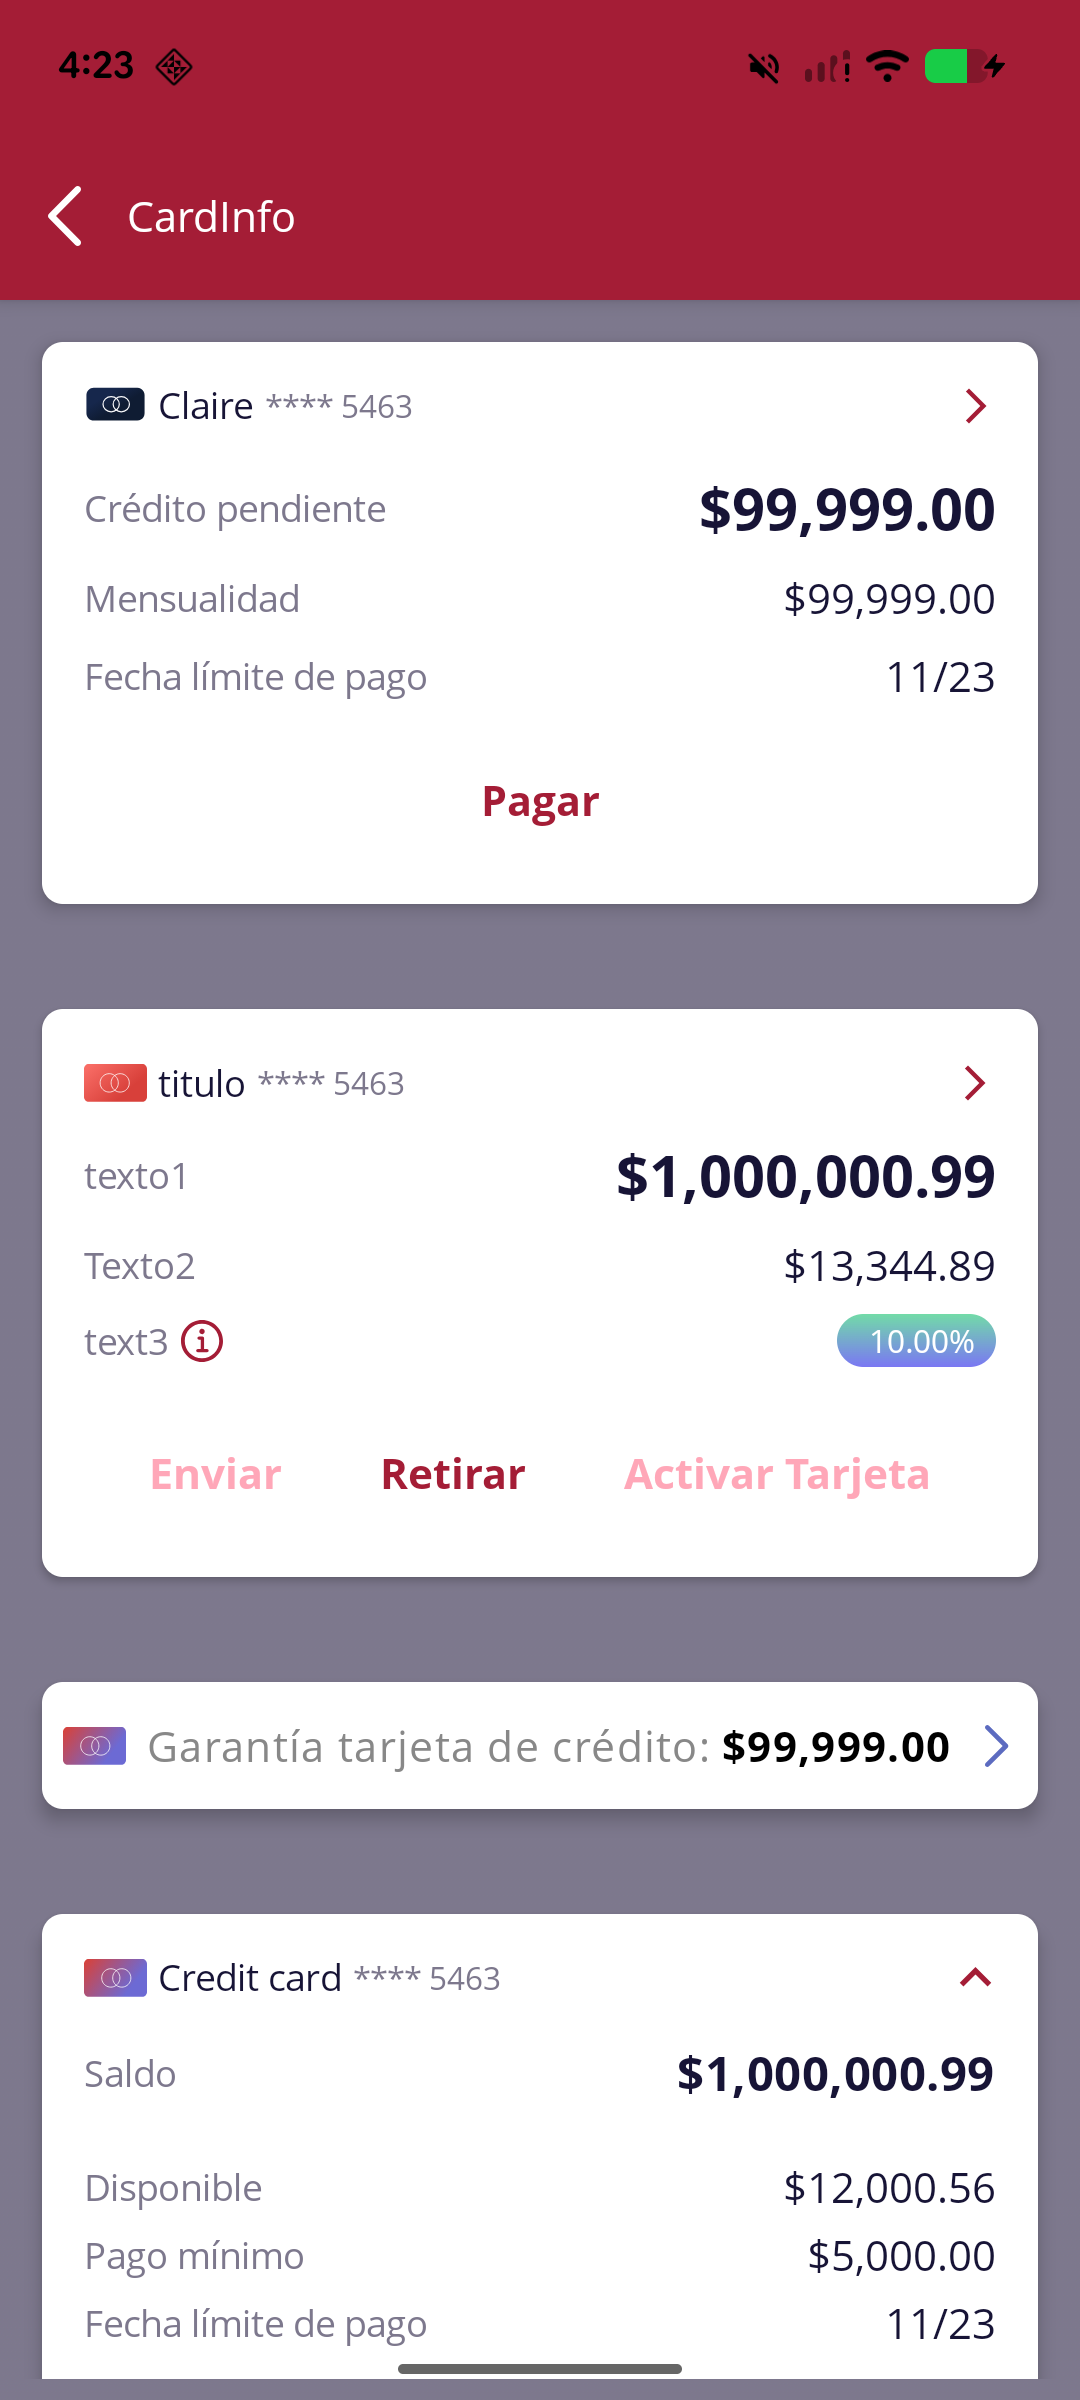 4:23
CardInfo
Claire **** 5463
Crédito pendiente $99,999.00
Mensualidad $99,999.00
Fecha límite de pago 11/23
Pagar
titulo **** 5463
texto1 $1,000,000.99
Texto2 $13,344.89
text3 10.00%
Enviar Retirar Activar Tarjeta
Garantía tarjeta de crédito: $99,999.00
Credit card **** 5463
Saldo $1,000,000.99
Disponible $12,000.56
Pago mínimo $5,000.00
Fecha límite de pago 11/23